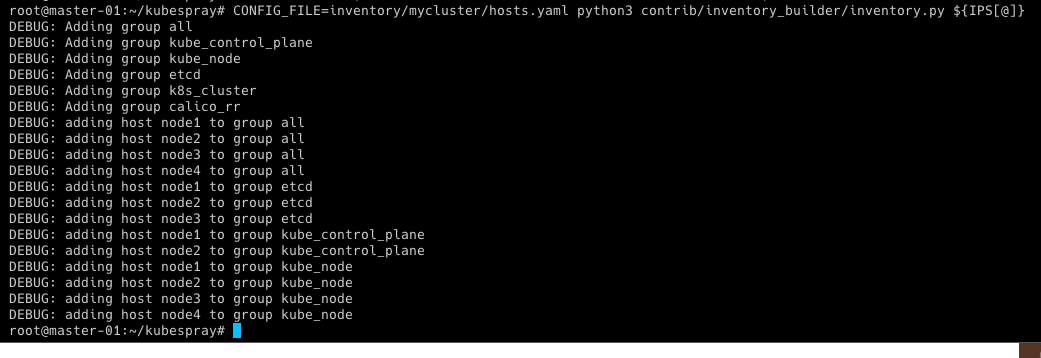 root@master-01:~/kubespray# CONFIG_FILE=inventory/mycluster/hosts.yaml python3 contrib/inventory_builder/inventory.py ${IPS[@]}
DEBUG: Adding group all
DEBUG: Adding group kube_control_plane
DEBUG: Adding group kube_node
DEBUG: Adding group etcd
DEBUG: Adding group k8s_cluster
DEBUG: Adding group calico_rr
DEBUG: adding host node1 to group all
DEBUG: adding host node2 to group all
DEBUG: adding host node3 to group all
DEBUG: adding host node4 to group all
DEBUG: adding host node1 to group etcd
DEBUG: adding host node2 to group etcd
DEBUG: adding host node3 to group etcd
DEBUG: adding host node1 to group kube_control_plane
DEBUG: adding host node2 to group kube_control_plane
DEBUG: adding host node1 to group kube_node
DEBUG: adding host node2 to group kube_node
DEBUG: adding host node3 to group kube_node
DEBUG: adding host node4 to group kube_node
root@master-01:~/kubespray#